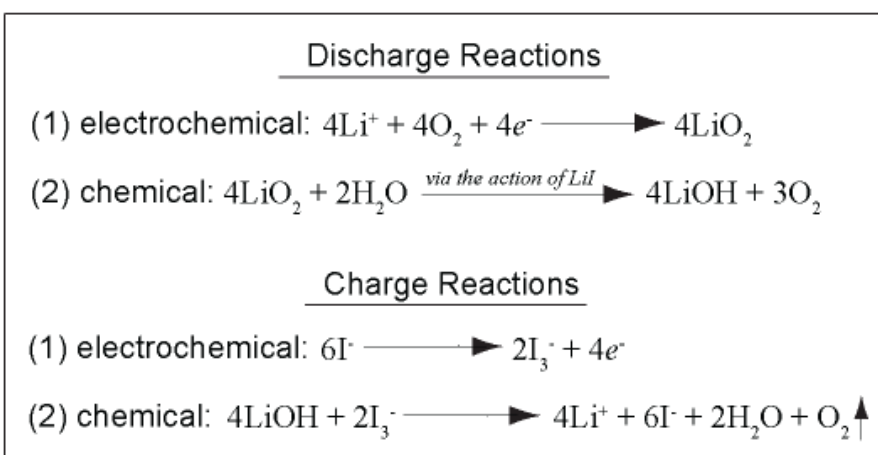 Discharge Reactions
(1) electrochemical: 4Li⁺ + 4O₂ + 4e⁻ ⟶ 4LiO₂
(2) chemical: 4LiO₂ + 2H₂O via the action of LiI ⟶ 4LiOH + 3O₂
Charge Reactions
(1) electrochemical: 6I⁻ ⟶ 2I₃⁻ + 4e⁻
(2) chemical: 4LiOH + 2I₃⁻ ⟶ 4Li⁺ + 6I⁻ + 2H₂O + O₂↑